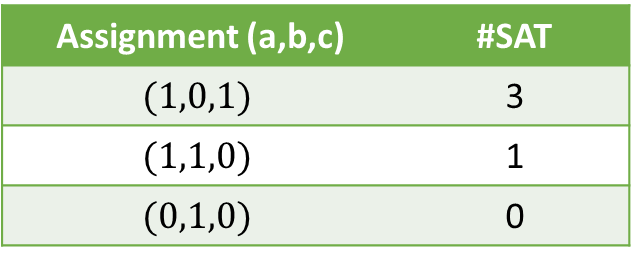 Assignment (a,b,c) #SAT
(1,0,1) 3
(1,1,0) 1
(0,1,0) 0